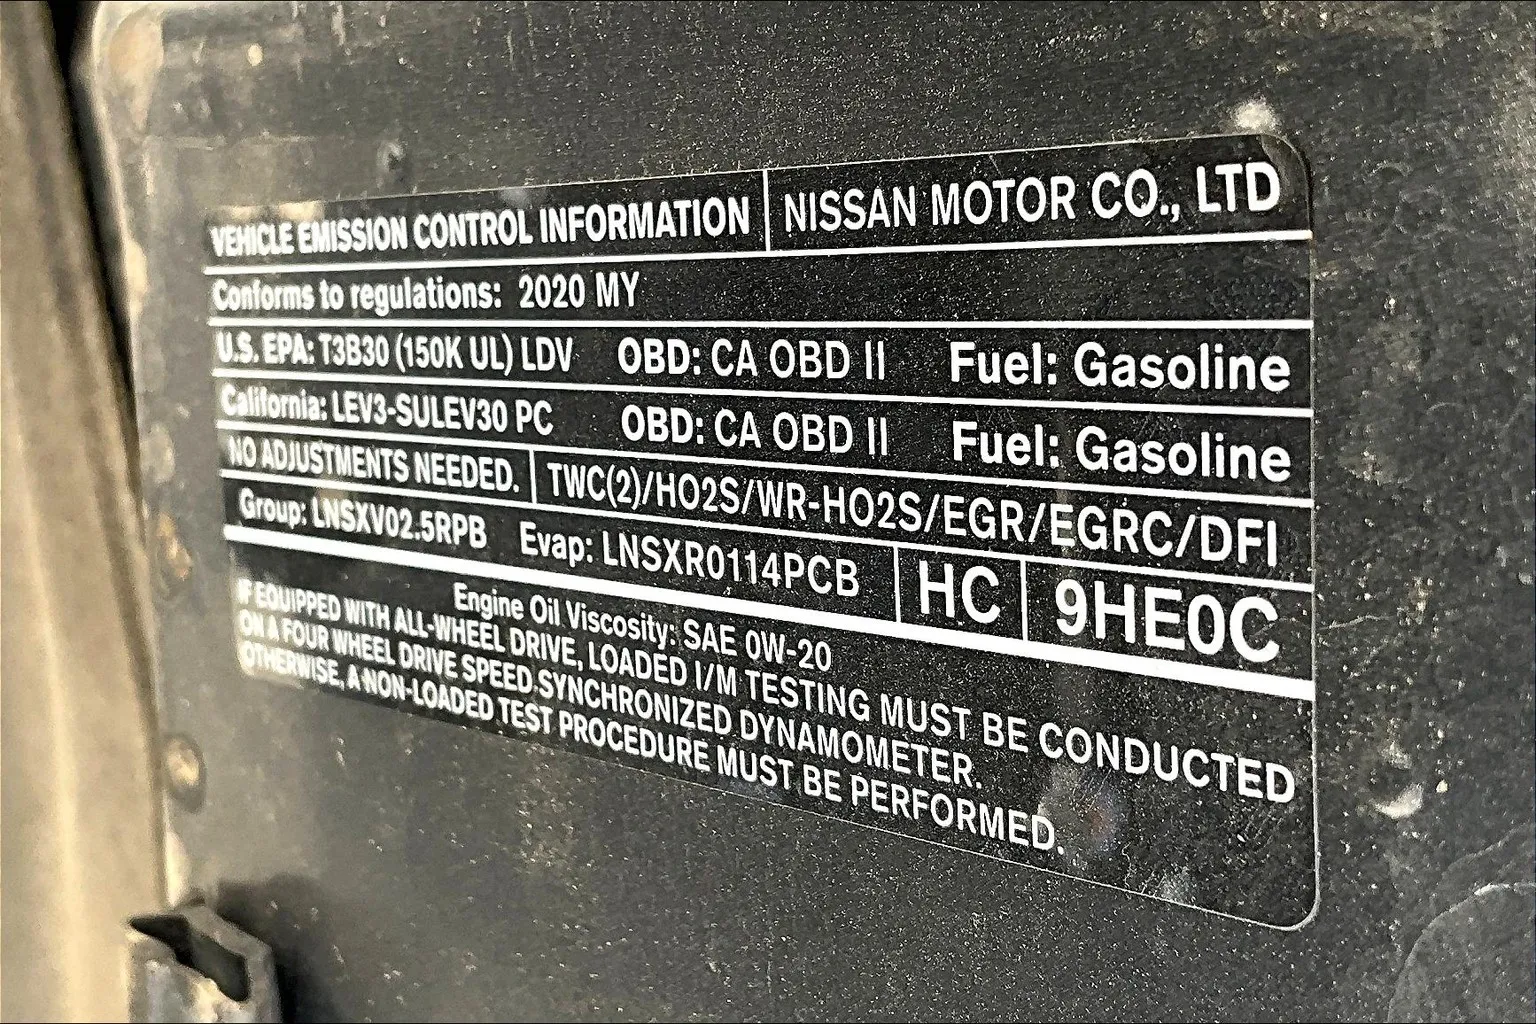 VEHICLE EMISSION CONTROL INFORMATION NISSAN MOTOR CO., LTD
Conforms to regulations: 2020 MY
U.S. EPA: T3B30 (150K UL) LDV OBD: CA OBD II Fuel: Gasoline
California: LEV3-SULEV30 PC OBD: CA OBD II Fuel: Gasoline
NO ADJUSTMENTS NEEDED. TWC(2)/HO2S/WR-HO2S/EGR/EGRC/DFI
Group: LNSXV02.5RPB Evap: LNSXR0114PCB HC 9HE0C
Engine Oil Viscosity: SAE 0W-20
IF EQUIPPED WITH ALL-WHEEL DRIVE, LOADED I/M TESTING MUST BE CONDUCTED
ON A FOUR WHEEL DRIVE SPEED SYNCHRONIZED DYNAMOMETER.
OTHERWISE, A NON-LOADED TEST PROCEDURE MUST BE PERFORMED.